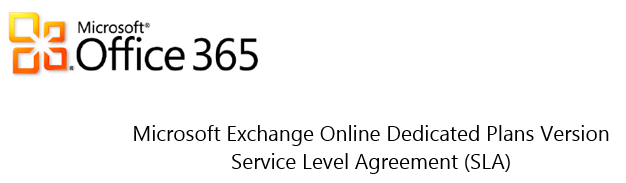 Microsoft®
Office 365
Microsoft Exchange Online Dedicated Plans Version
Service Level Agreement (SLA)